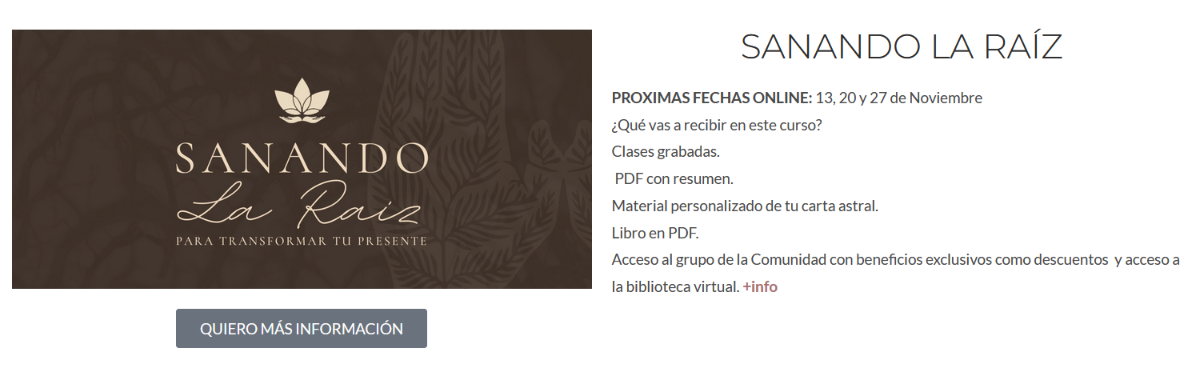 SANANDO
La Raiz
PARA TRANSFORMAR TU PRESENTE
QUIERO MÁS INFORMACIÓN
SANANDO LA RAÍZ
PROXIMAS FECHAS ONLINE: 13, 20 y 27 de Noviembre
¿Qué vas a recibir en este curso?
Clases grabadas.
PDF con resumen.
Material personalizado de tu carta astral.
Libro en PDF.
Acceso al grupo de la Comunidad con beneficios exclusivos como descuentos y acceso a
la biblioteca virtual. +info